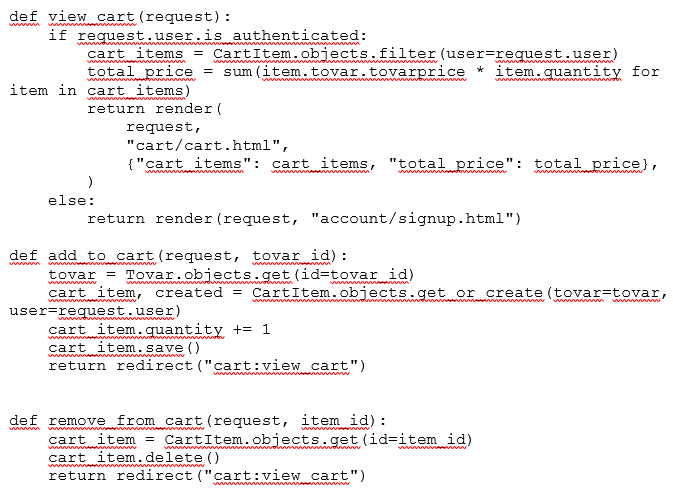 def view_cart(request):
    if request.user.is_authenticated:
        cart_items = CartItem.objects.filter(user=request.user)
        total_price = sum(item.tovar.tovarprice * item.quantity for
item in cart_items)
        return render(
            request,
            "cart/cart.html",
            {"cart_items": cart_items, "total_price": total_price},
        )
    else:
        return render(request, "account/signup.html")

def add_to_cart(request, tovar_id):
    tovar = Tovar.objects.get(id=tovar_id)
    cart_item, created = CartItem.objects.get_or_create(tovar=tovar,
user=request.user)
    cart_item.quantity += 1
    cart_item.save()
    return redirect("cart:view_cart")


def remove_from_cart(request, item_id):
    cart_item = CartItem.objects.get(id=item_id)
    cart_item.delete()
    return redirect("cart:view_cart")